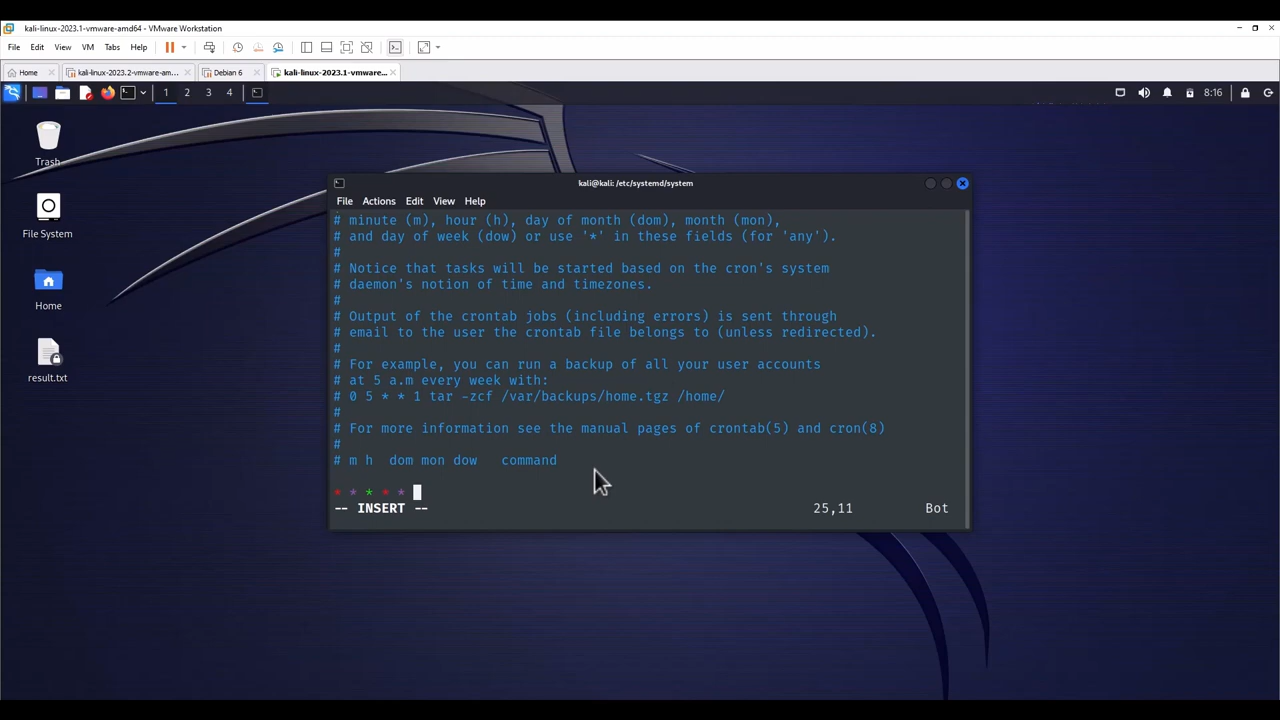 kali-linux-2023.1-vmware-amd64 - VMware Workstation
File Edit View VM Tabs Help
Home kali-linux-2023.2-vmware-am... Debian 6 kali-linux-2023.1-vmware...
1 2 3 4 8:16
Trash
File System
Home
result.txt
kali@kali: /etc/systemd/system
File Actions Edit View Help
# minute (m), hour (h), day of month (dom), month (mon),
# and day of week (dow) or use '*' in these fields (for 'any').
#
# Notice that tasks will be started based on the cron's system
# daemon's notion of time and timezones.
#
# Output of the crontab jobs (including errors) is sent through
# email to the user the crontab file belongs to (unless redirected).
#
# For example, you can run a backup of all your user accounts
# at 5 a.m every week with:
# 0 5 * * 1 tar -zcf /var/backups/home.tgz /home/
#
# For more information see the manual pages of crontab(5) and cron(8)
#
# m h  dom mon dow   command
* * * * *
-- INSERT -- 25,11 Bot